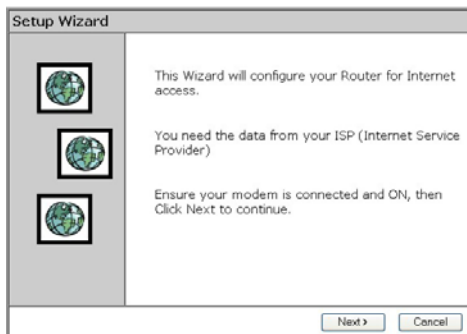 Setup Wizard
This Wizard will configure your Router for Internet
access.
You need the data from your ISP (Internet Service
Provider)
Ensure your modem is connected and ON, then
Click Next to continue.
Next>
Cancel